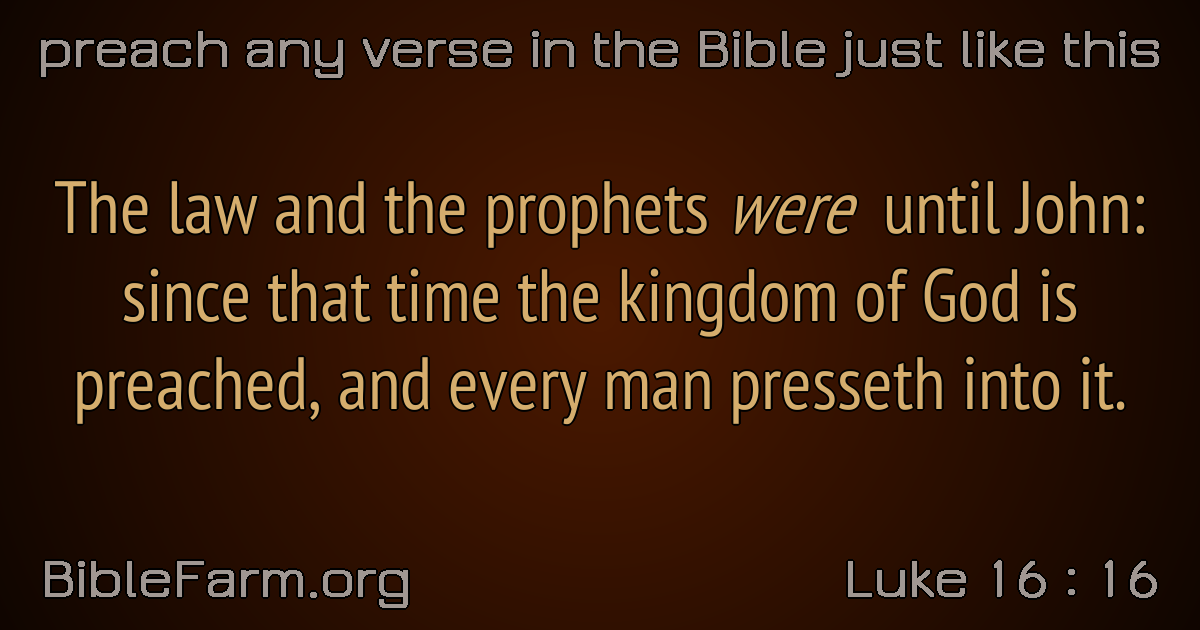 preach any verse in the Bible just like this
The law and the prophets were until John:
since that time the kingdom of God is
preached, and every man presseth into it.
BibleFarm.org
Luke 16 : 16